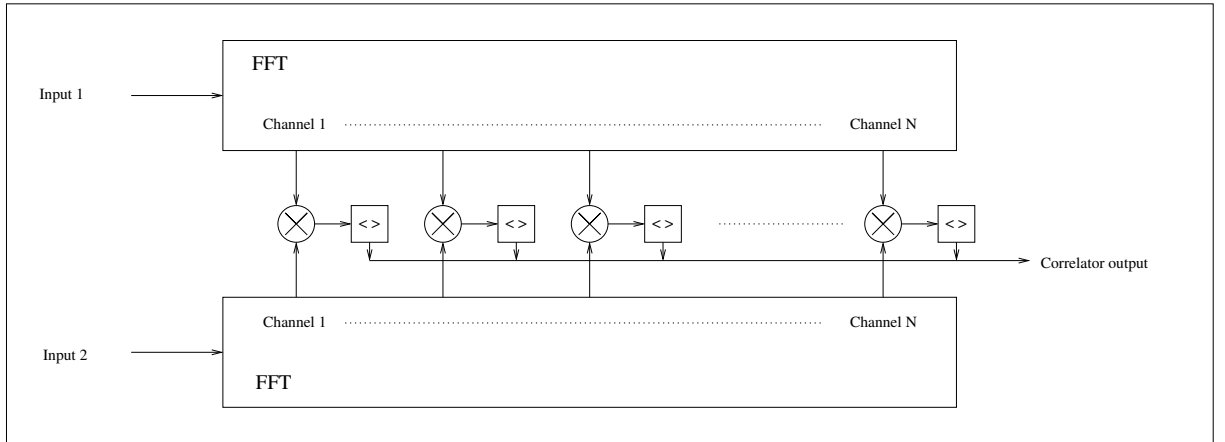 FFT
Input 1
Channel 1 Channel N
< > < > < > < >
Correlator output
Channel 1 Channel N
Input 2
FFT